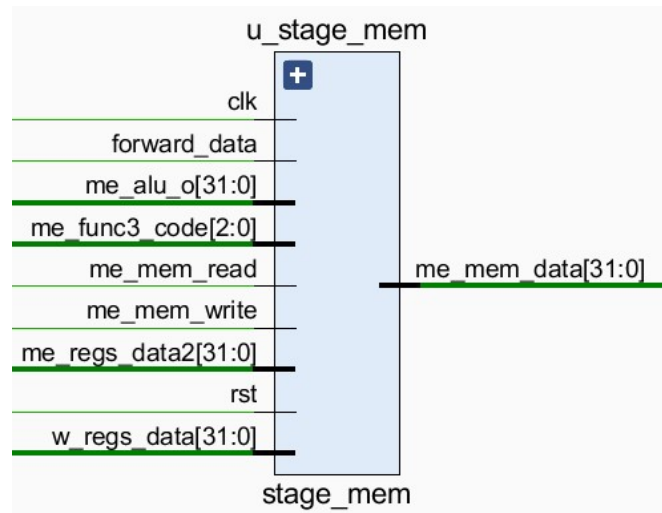 u_stage_mem
clk
forward_data
me_alu_o[31:0]
me_func3_code[2:0]
me_mem_read
me_mem_data[31:0]
me_mem_write
me_regs_data2[31:0]
rst
w_regs_data[31:0]
stage_mem